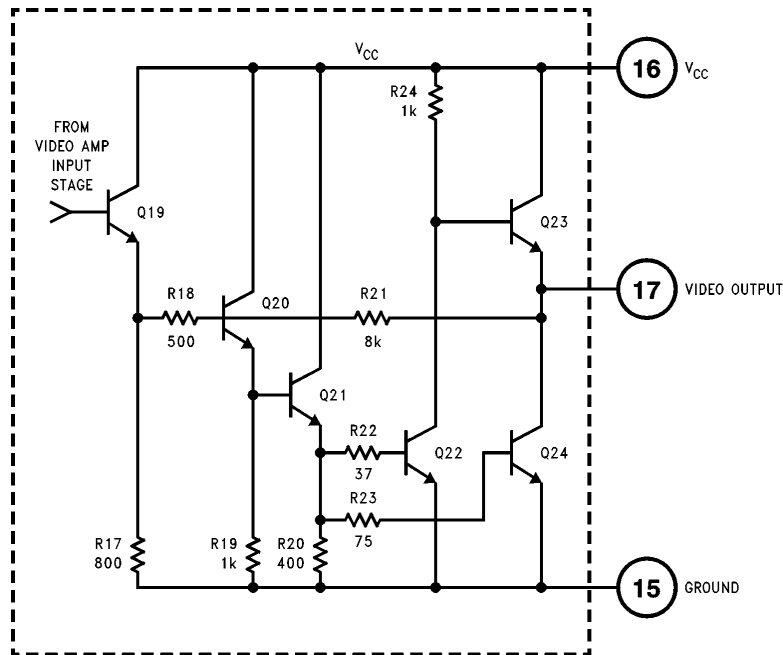 VCC
16 VCC
R24
1k
FROM
VIDEO AMP
INPUT
STAGE
Q19
Q23
17 VIDEO OUTPUT
R18
500
Q20
R21
8k
Q21
R22
37
Q22
Q24
R23
75
R17
800
R19
1k
R20
400
15 GROUND